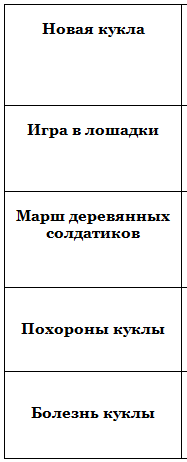 Новая кукла
Игра в лошадки
Марш деревянных
солдатиков
Похороны куклы
Болезнь куклы